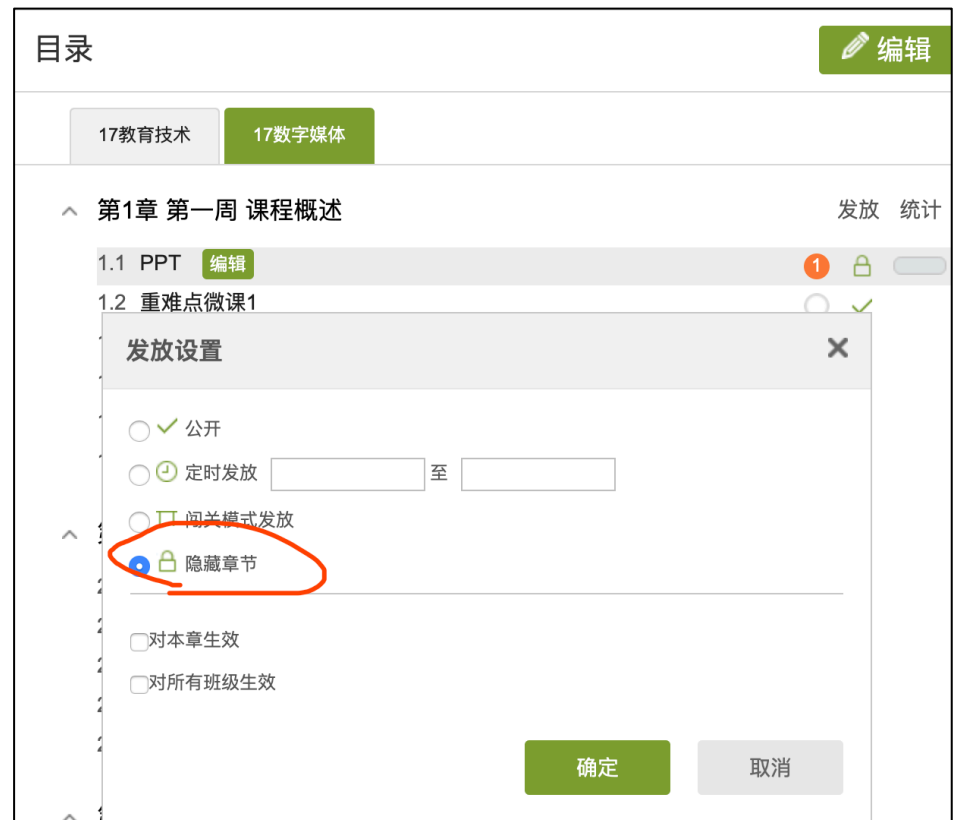 目录
编辑
17教育技术 17数字媒体
第1章 第一周 课程概述 发放 统计
1.1 PPT 编辑 1
1.2 重难点微课1
发放设置
公开
定时发放 至
闯关模式发放
隐藏章节
对本章生效
对所有班级生效
确定 取消